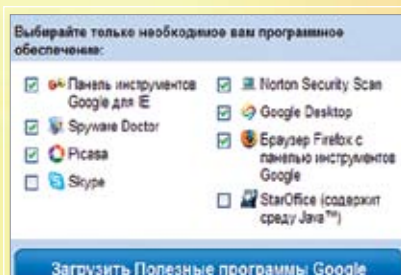 Выбирайте только необходимое вам программное
обеспечение:
Панель инструментов
Google для IE
Spyware Doctor
Picasa
Skype
Norton Security Scan
Google Desktop
Браузер Firefox с
панелью инструментов
Google
StarOffice (содержит
среду Java™)
Загрузить Полезные программы Google